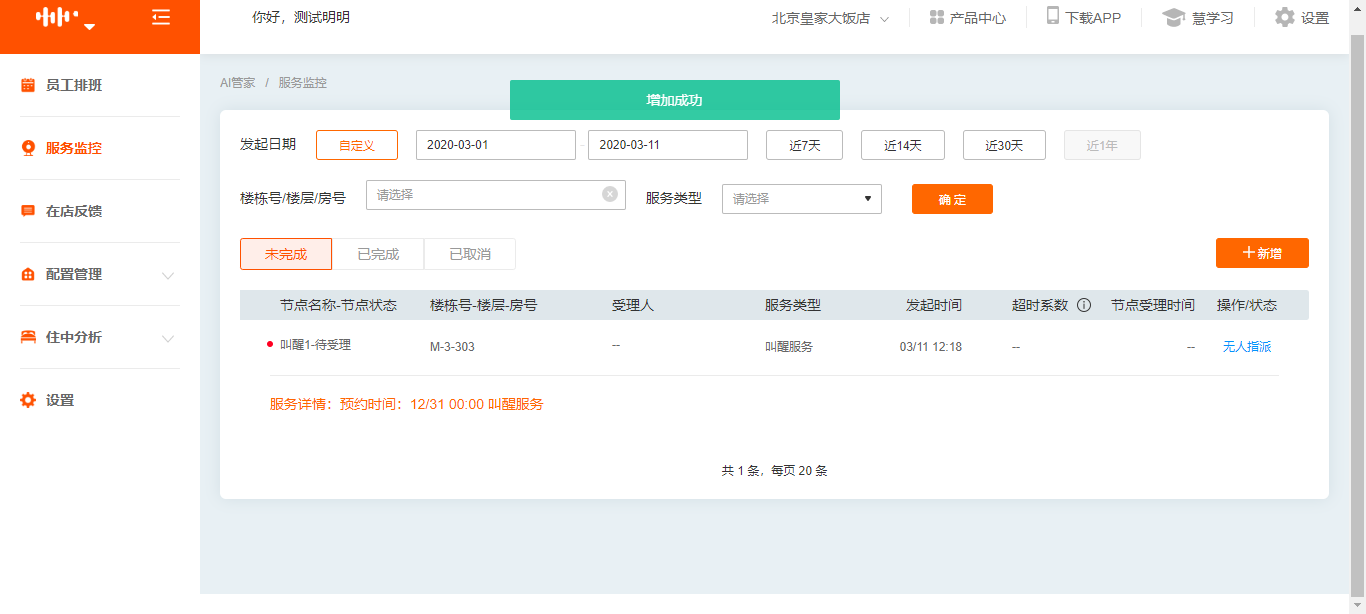 你好，测试明明
北京皇家大饭店 产品中心 下载APP 慧学习 设置
员工排班
服务监控
在店反馈
配置管理
住中分析
设置
AI管家 / 服务监控
增加成功
发起日期 自定义 2020-03-01 - 2020-03-11 近7天 近14天 近30天 近1年
楼栋号/楼层/房号 请选择 服务类型 请选择 确 定
未完成 已完成 已取消 新增
节点名称-节点状态 楼栋号-楼层-房号 受理人 服务类型 发起时间 超时系数 节点受理时间 操作/状态
叫醒1-待受理 M-3-303 -- 叫醒服务 03/11 12:18 -- -- 无人指派
服务详情：预约时间：12/31 00:00 叫醒服务
共 1 条，每页 20 条